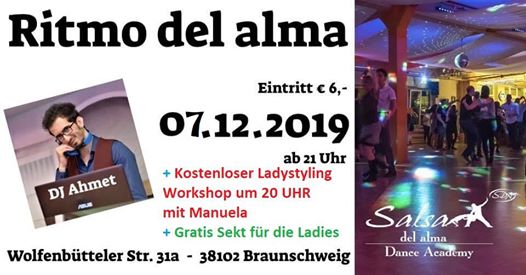 Ritmo del alma
Eintritt € 6,-
07.12.2019
ab 21 Uhr
+ Kostenloser Ladystyling
Workshop um 20 UHR
mit Manuela
+ Gratis Sekt für die Ladies
DJ Ahmet
ASUS
Wolfenbütteler Str. 31a - 38102 Braunschweig
Salsa
del alma
Dance Academy